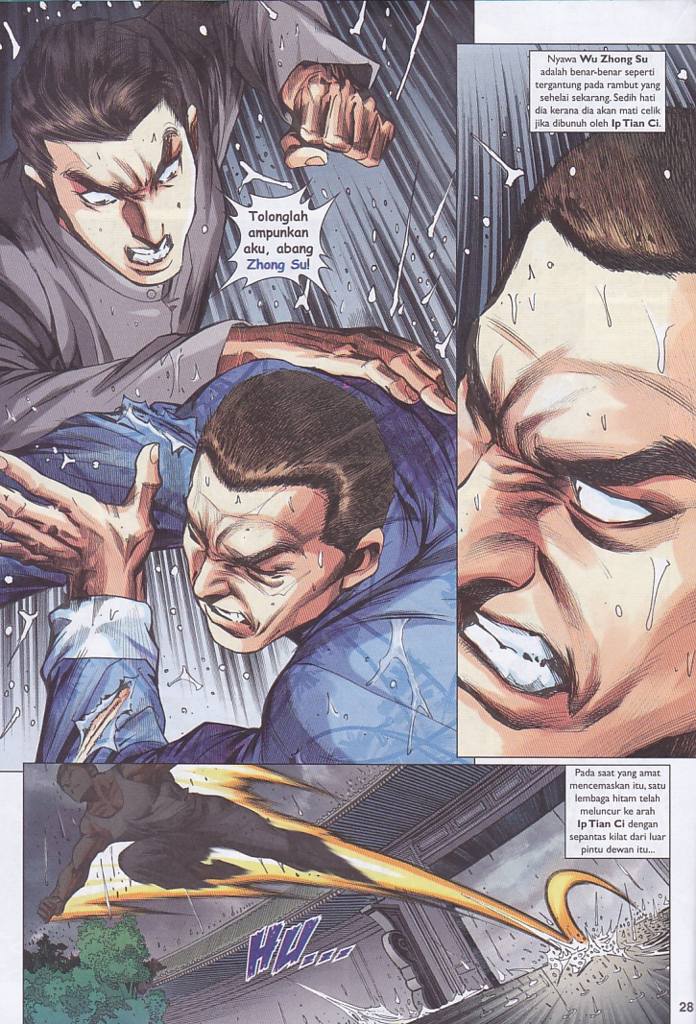 Tolonglah
ampunkan
aku, abang
Zhong Su!
Nyawa Wu Zhong Su
adalah benar-benar seperti
tergantung pada rambut yang
sehelai sekarang. Sedih hati
dia kerana dia akan mati celik
jika dibunuh oleh Ip Tian Ci.
Pada saat yang amat
mencemaskan itu, satu
lembaga hitam telah
meluncur ke arah
Ip Tian Ci dengan
sepantas kilat dari luar
pintu dewan itu...
HU...
28